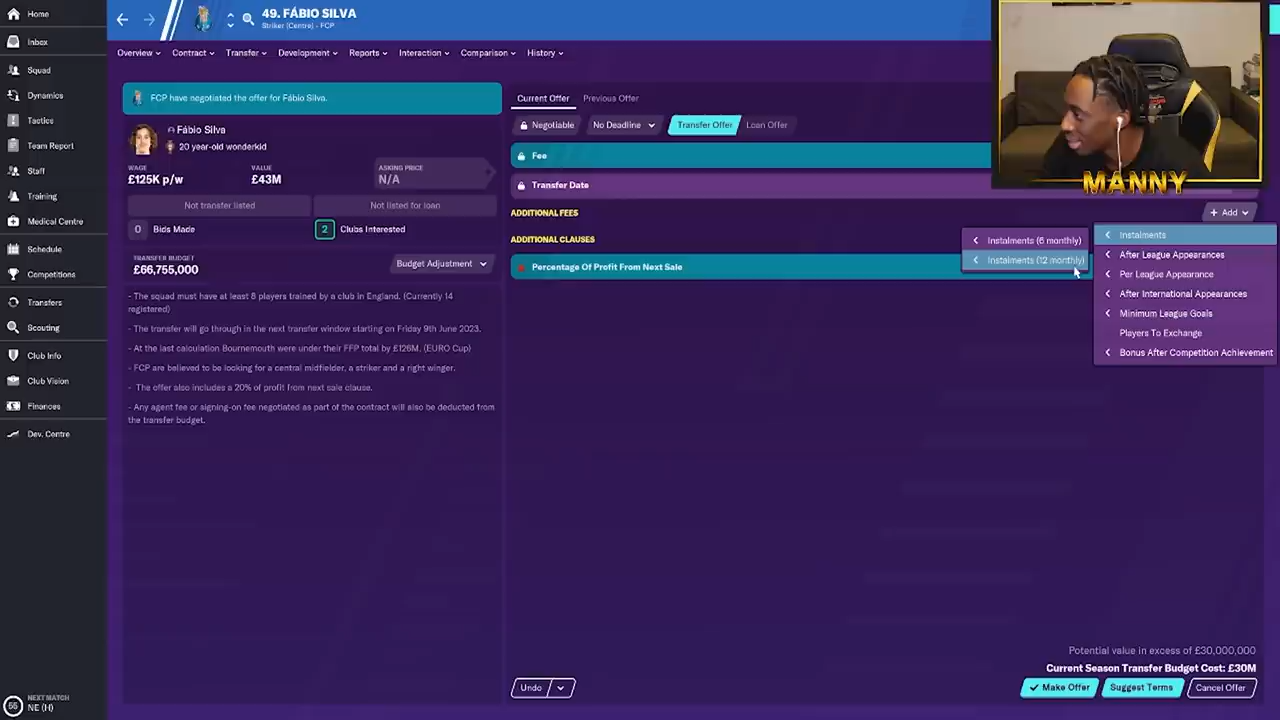 Home
Inbox
Squad
Dynamics
Tactics
Team Report
Staff
Training
Medical Centre
Schedule
Competitions
Transfers
Scouting
Club Info
Club Vision
Finances
Dev. Centre
NEXT MATCH
NE (H)
49. FÁBIO SILVA
Striker (Centre) - FCP
Overview
Contract
Transfer
Development
Reports
Interaction
Comparison
History
FCP have negotiated the offer for Fábio Silva.
Fábio Silva
20 year-old wonderkid
WAGE
£125K p/w
VALUE
£43M
ASKING PRICE
N/A
Not transfer listed
Not listed for loan
0 Bids Made
2 Clubs Interested
TRANSFER BUDGET
£66,755,000
Budget Adjustment
- The squad must have at least 8 players trained by a club in England. (Currently 14
registered)
- The transfer will go through in the next transfer window starting on Friday 9th June 2023.
- At the last calculation Bournemouth were under their FFP total by £126M. (EURO Cup)
- FCP are believed to be looking for a central midfielder, a striker and a right winger.
- The offer also includes a 20% of profit from next sale clause.
- Any agent fee or signing-on fee negotiated as part of the contract will also be deducted from
the transfer budget.
Current Offer
Previous Offer
Negotiable
No Deadline
Transfer Offer
Loan Offer
Fee
Transfer Date
ADDITIONAL FEES
+ Add
ADDITIONAL CLAUSES
Percentage Of Profit From Next Sale
Instalments (6 monthly)
Instalments (12 monthly)
Instalments
After League Appearances
Per League Appearance
After International Appearances
Minimum League Goals
Players To Exchange
Bonus After Competition Achievement
MANNY
Potential value in excess of £30,000,000
Current Season Transfer Budget Cost: £30M
Undo
Make Offer
Suggest Terms
Cancel Offer